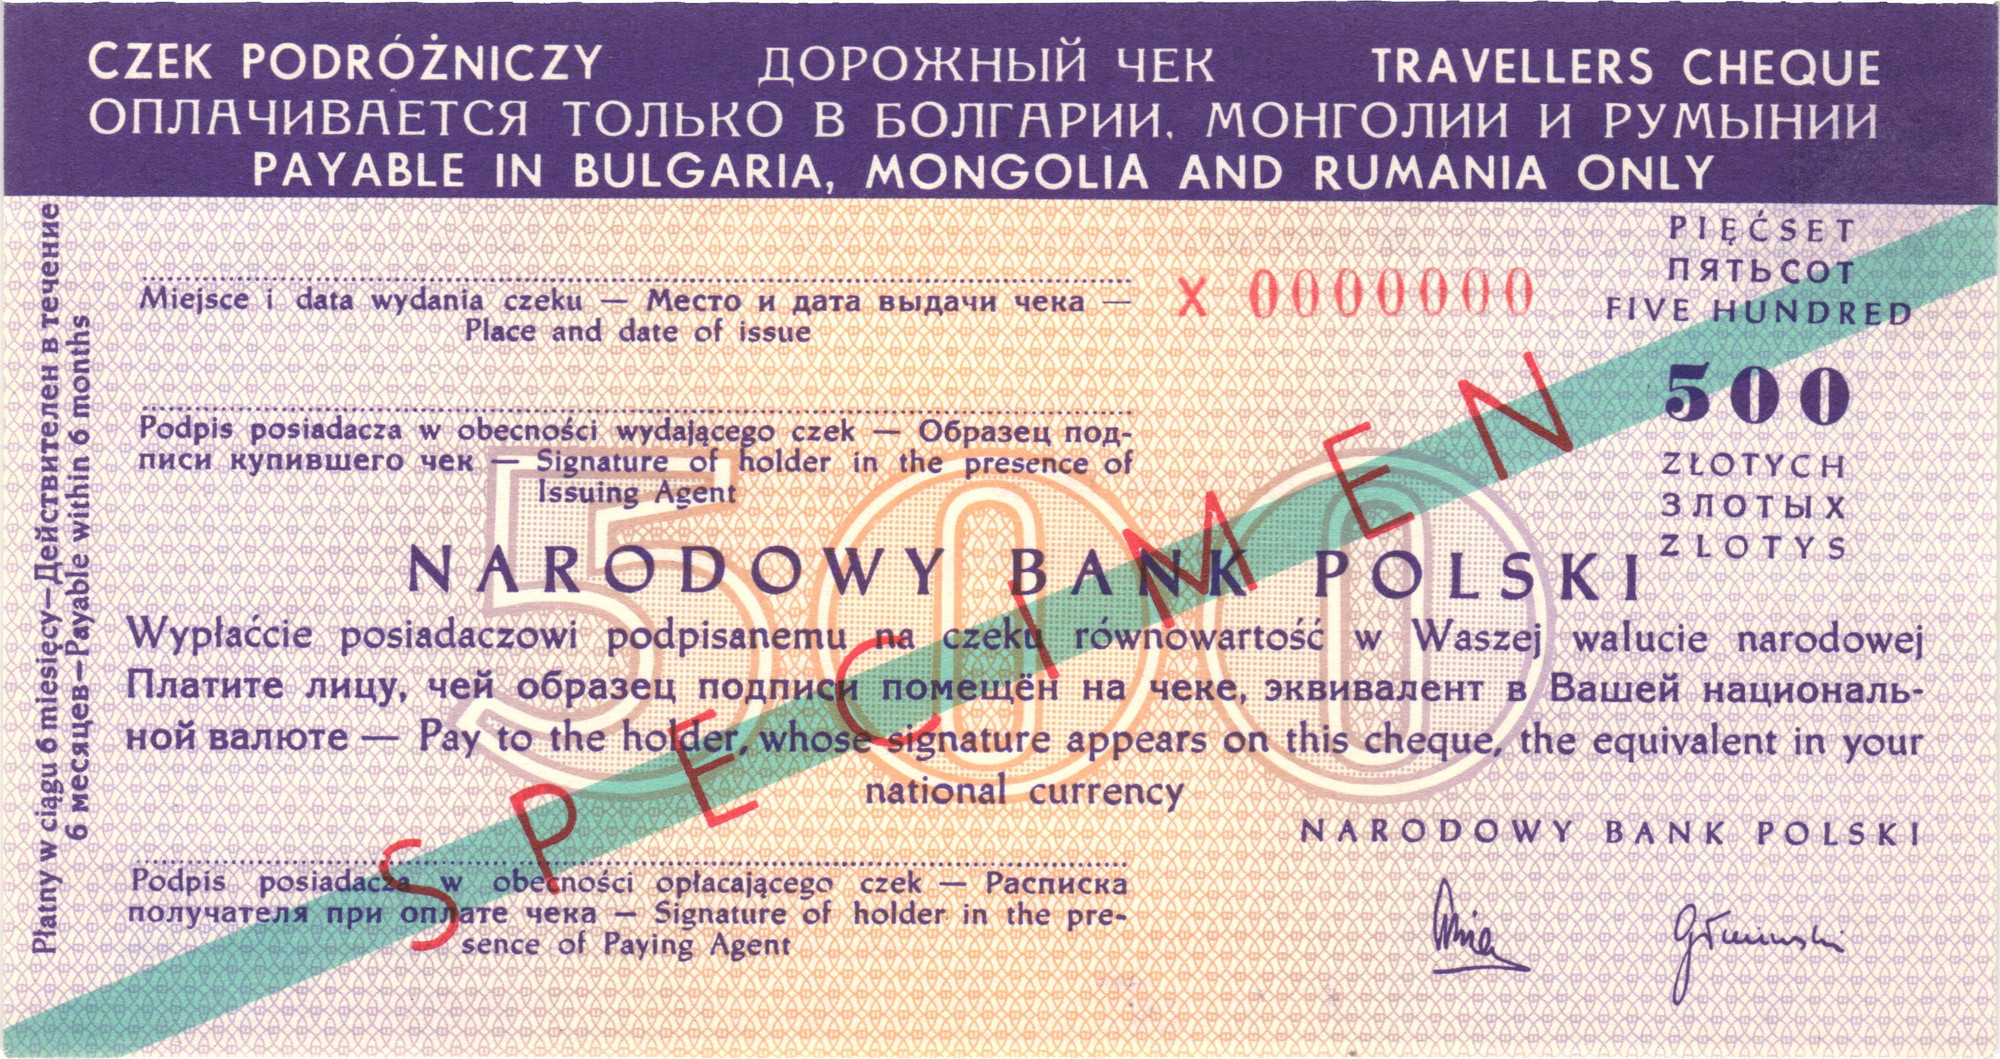 CZEK PODRÓŻNICZY ДОРОЖНЫЙ ЧЕК TRAVELLERS CHEQUE
ОПЛАЧИВАЕТСЯ ТОЛЬКО В БОЛГАРИИ, МОНГОЛИИ И РУМЫНИИ
PAYABLE IN BULGARIA, MONGOLIA AND RUMANIA ONLY
Płatny w ciągu 6 miesięcy—Действителен в течение
6 месяцев—Payable within 6 months
Miejsce i data wydania czeku — Место и дата выдачи чека —
Place and date of issue
X 0000000
PIĘĆSET
ПЯТЬСОТ
FIVE HUNDRED
500
ZŁOTYCH
ЗЛОТЫХ
ZLOTYS
Podpis posiadacza w obecności wydającego czek — Образец под-
писи купившего чек — Signature of holder in the presence of
Issuing Agent
500
NARODOWY BANK POLSKI
Wypłaćcie posiadaczowi podpisanemu na czeku równowartość w Waszej walucie narodowej
Платите лицу, чей образец подписи помещён на чеке, эквивалент в Вашей националь-
ной валюте — Pay to the holder, whose signature appears on this cheque, the equivalent in your
national currency
SPECIMEN
NARODOWY BANK POLSKI
Podpis posiadacza w obecności opłacającego czek — Расписка
получателя при оплате чека — Signature of holder in the pre-
sence of Paying Agent